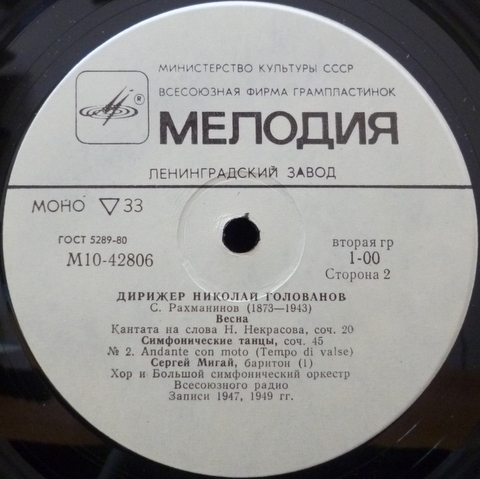 МИНИСТЕРСТВО КУЛЬТУРЫ СССР
ВСЕСОЮЗНАЯ ФИРМА ГРАМПЛАСТИНОК
®
МЕЛОДИЯ
ЛЕНИНГРАДСКИЙ ЗАВОД
МОНО ▽ 33
ГОСТ 5289-80
М10-42806
вторая гр
1-00
Сторона 2
ДИРИЖЕР НИКОЛАЙ ГОЛОВАНОВ
С. Рахманинов (1873—1943)
Весна
Кантата на слова Н. Некрасова, соч. 20
Симфонические танцы, соч. 45
№ 2. Andante con moto (Tempo di valse)
Сергей Мигай, баритон (1)
Хор и Большой симфонический оркестр
Всесоюзного радио
Записи 1947, 1949 гг.